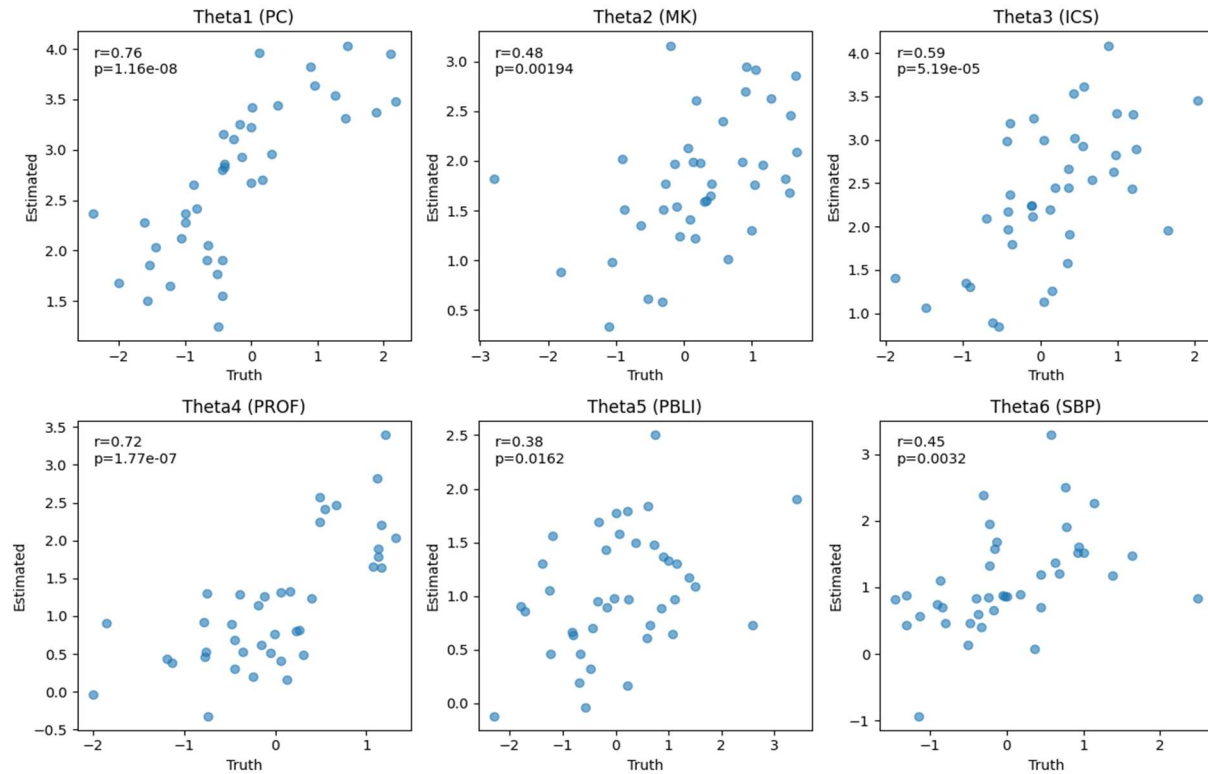 Theta1 (PC)
r=0.76
p=1.16e-08
4.0
3.5
3.0
2.5
2.0
1.5
Estimated
−2
−1
0
1
2
Truth
Theta2 (MK)
r=0.48
p=0.00194
3.0
2.5
2.0
1.5
1.0
0.5
Estimated
−3
−2
−1
0
1
Truth
Theta3 (ICS)
r=0.59
p=5.19e-05
4.0
3.5
3.0
2.5
2.0
1.5
1.0
Estimated
−2
−1
0
1
2
Truth
Theta4 (PROF)
r=0.72
p=1.77e-07
3.5
3.0
2.5
2.0
1.5
1.0
0.5
0.0
−0.5
Estimated
−2
−1
0
1
Truth
Theta5 (PBLI)
r=0.38
p=0.0162
2.5
2.0
1.5
1.0
0.5
0.0
Estimated
−2
−1
0
1
2
3
Truth
Theta6 (SBP)
r=0.45
p=0.0032
3
2
1
0
−1
Estimated
−1
0
1
2
Truth